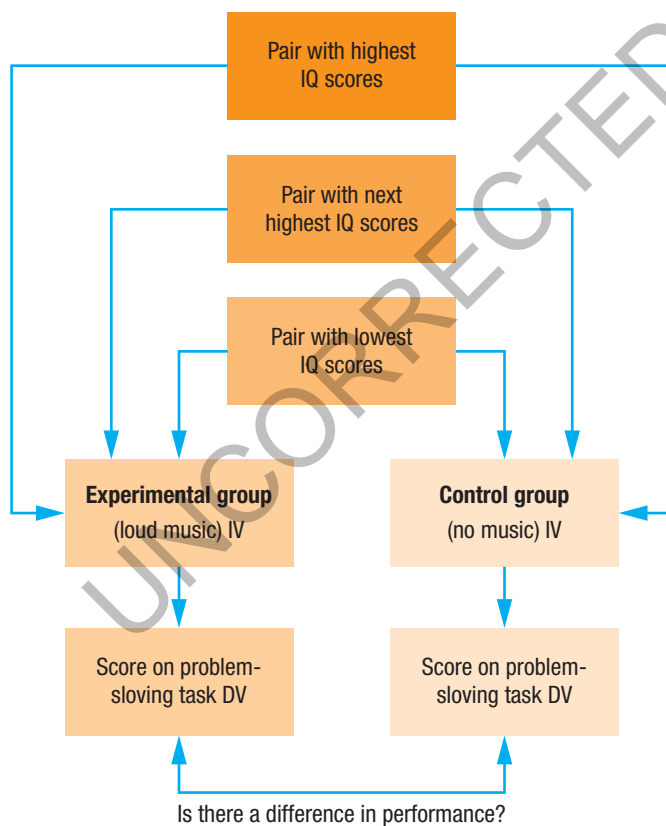 Pair with highest
IQ scores
Pair with next
highest IQ scores
Pair with lowest
IQ scores
Experimental group
(loud music) IV
Control group
(no music) IV
Score on problem-
sloving task DV
Score on problem-
sloving task DV
Is there a difference in performance?
UNCORRECTED